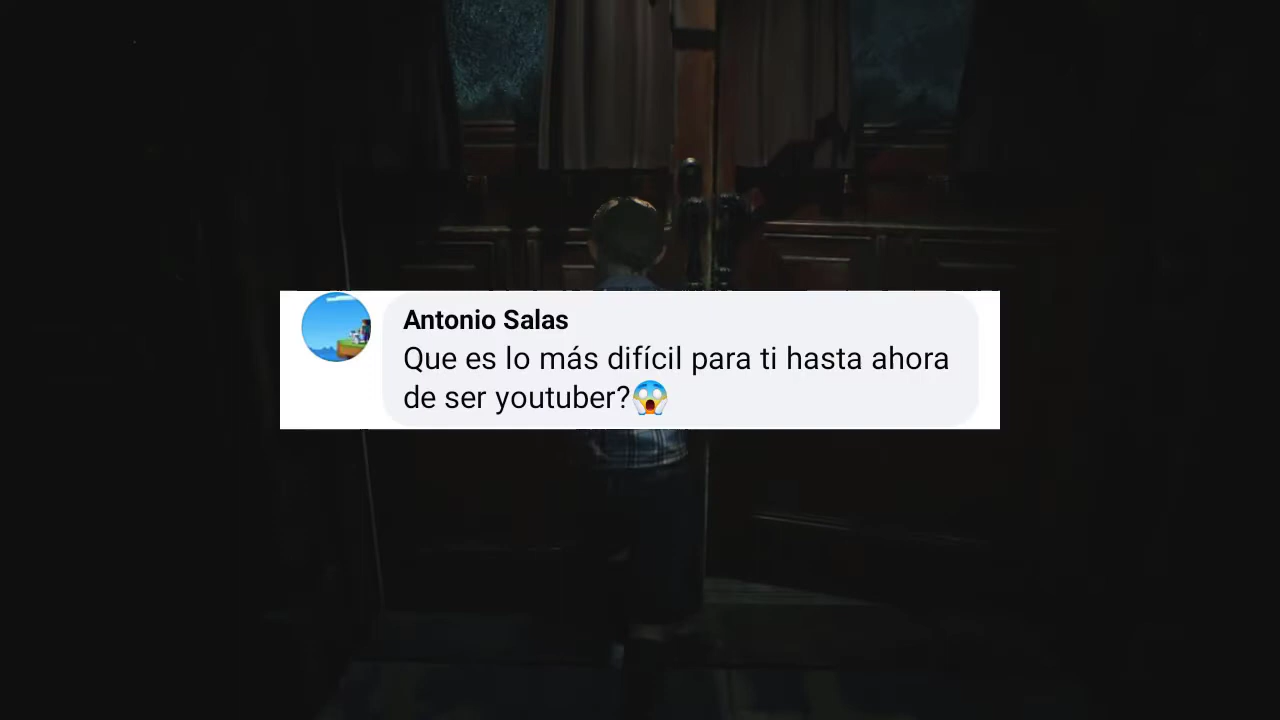 Antonio Salas
Que es lo más difícil para ti hasta ahora
de ser youtuber?😱